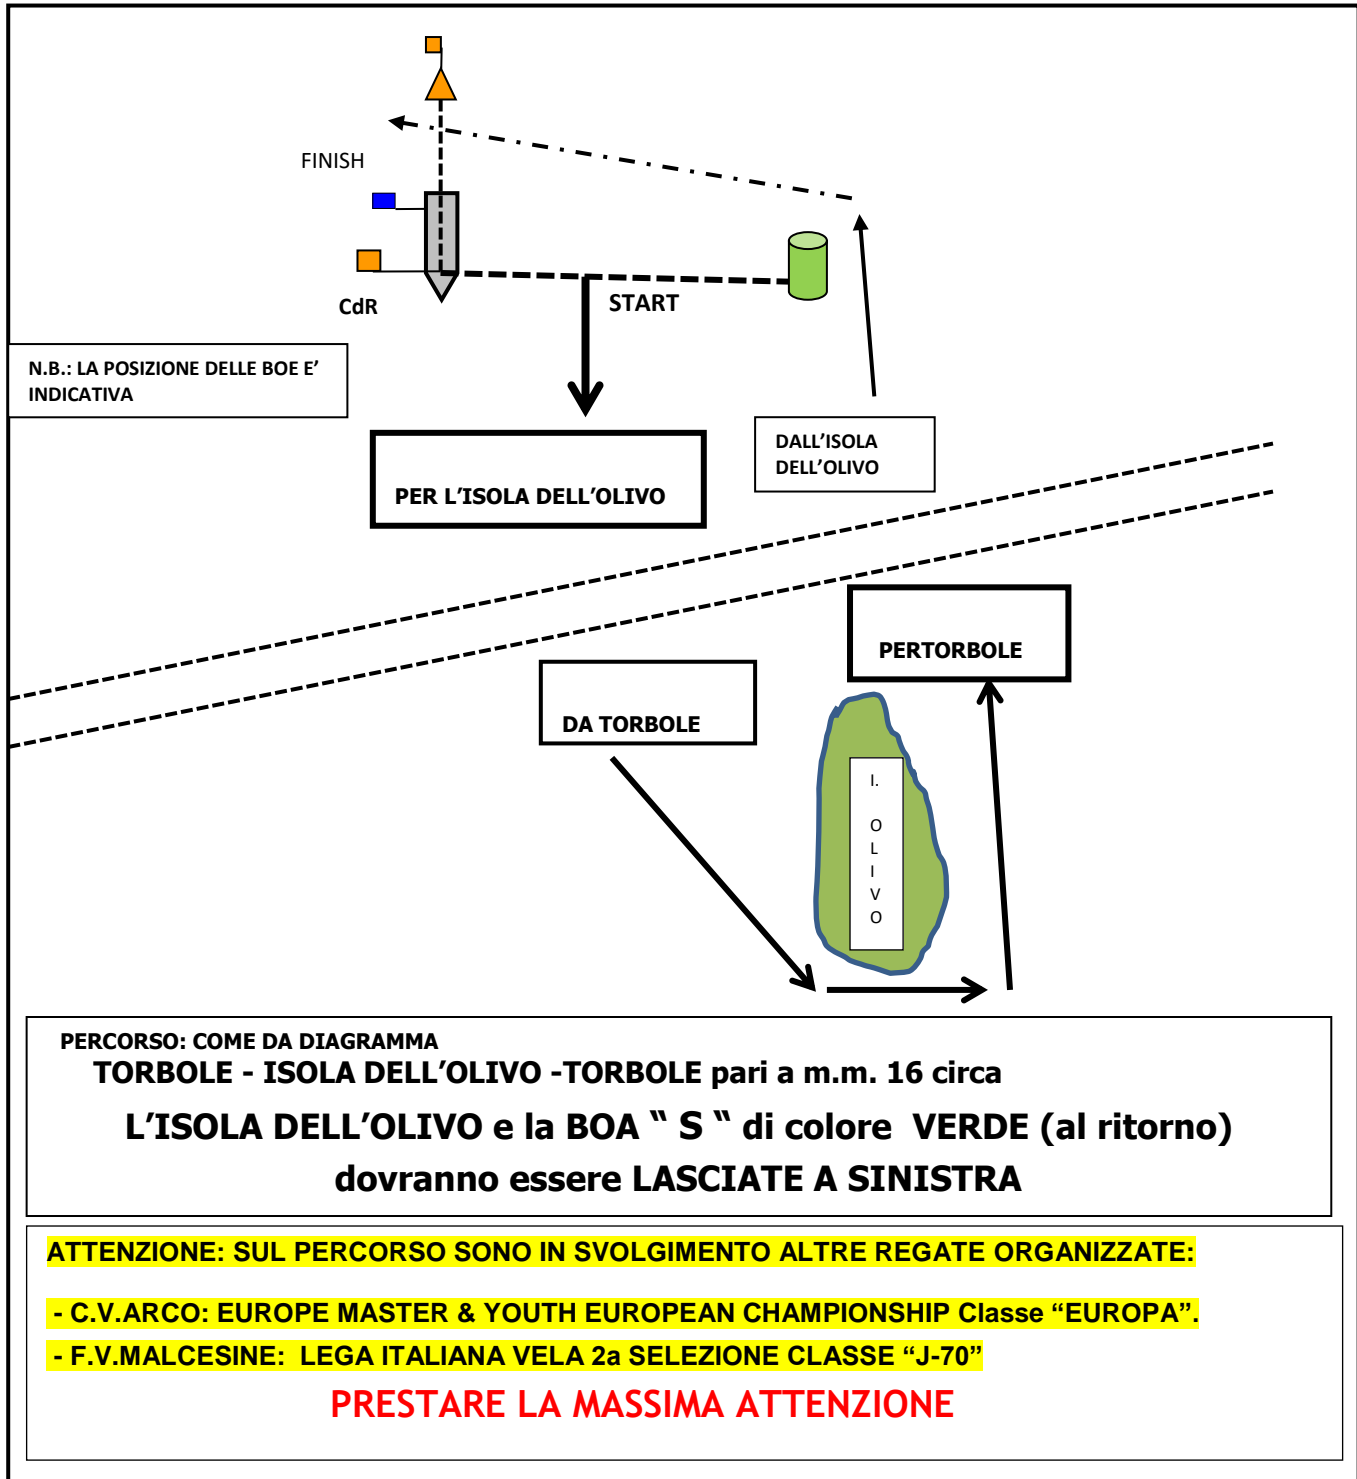 FINISH
CdR
START
N.B.: LA POSIZIONE DELLE BOE E’
INDICATIVA
DALL’ISOLA
DELL’OLIVO
PER L’ISOLA DELL’OLIVO
PERTORBOLE
DA TORBOLE
I.
O
L
I
V
O
PERCORSO: COME DA DIAGRAMMA
TORBOLE - ISOLA DELL’OLIVO -TORBOLE pari a m.m. 16 circa
L’ISOLA DELL’OLIVO e la BOA “ S “ di colore VERDE (al ritorno)
dovranno essere LASCIATE A SINISTRA
ATTENZIONE: SUL PERCORSO SONO IN SVOLGIMENTO ALTRE REGATE ORGANIZZATE:
- C.V.ARCO: EUROPE MASTER & YOUTH EUROPEAN CHAMPIONSHIP Classe “EUROPA”.
- F.V.MALCESINE: LEGA ITALIANA VELA 2a SELEZIONE CLASSE “J-70”
PRESTARE LA MASSIMA ATTENZIONE